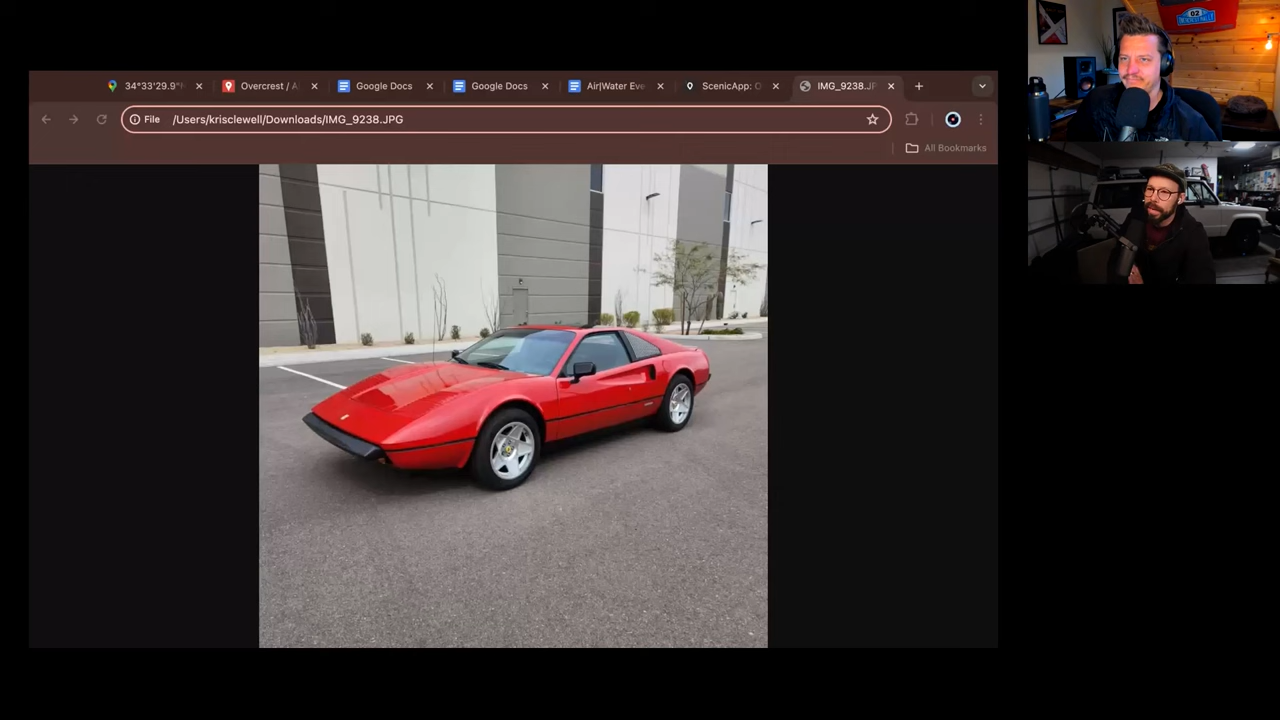 34°33'29.9"
Overcrest / A
Google Docs
Google Docs
Air|Water Eve
ScenicApp: O
IMG_9238.JP
File
/Users/krisclewell/Downloads/IMG_9238.JPG
All Bookmarks
02